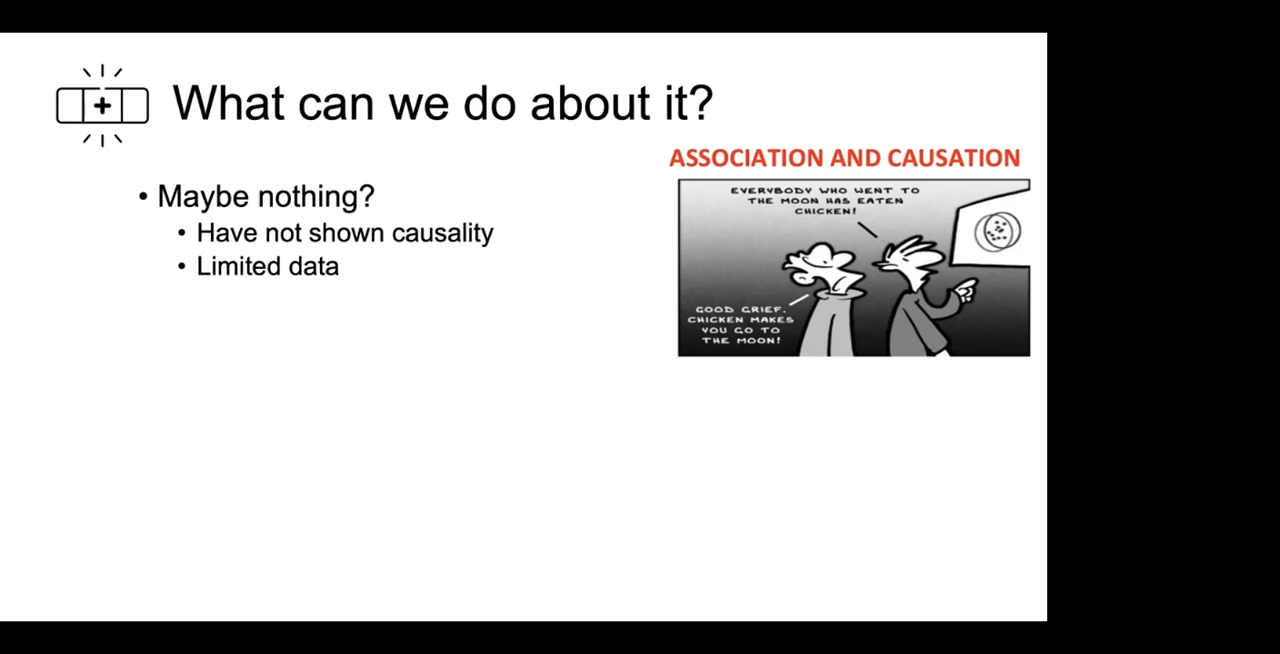 What can we do about it?
• Maybe nothing?
• Have not shown causality
• Limited data
ASSOCIATION AND CAUSATION
EVERYBODY WHO WENT TO
THE MOON HAS EATEN
CHICKEN!
GOOD GRIEF.
CHICKEN MAKES
YOU GO TO
THE MOON!